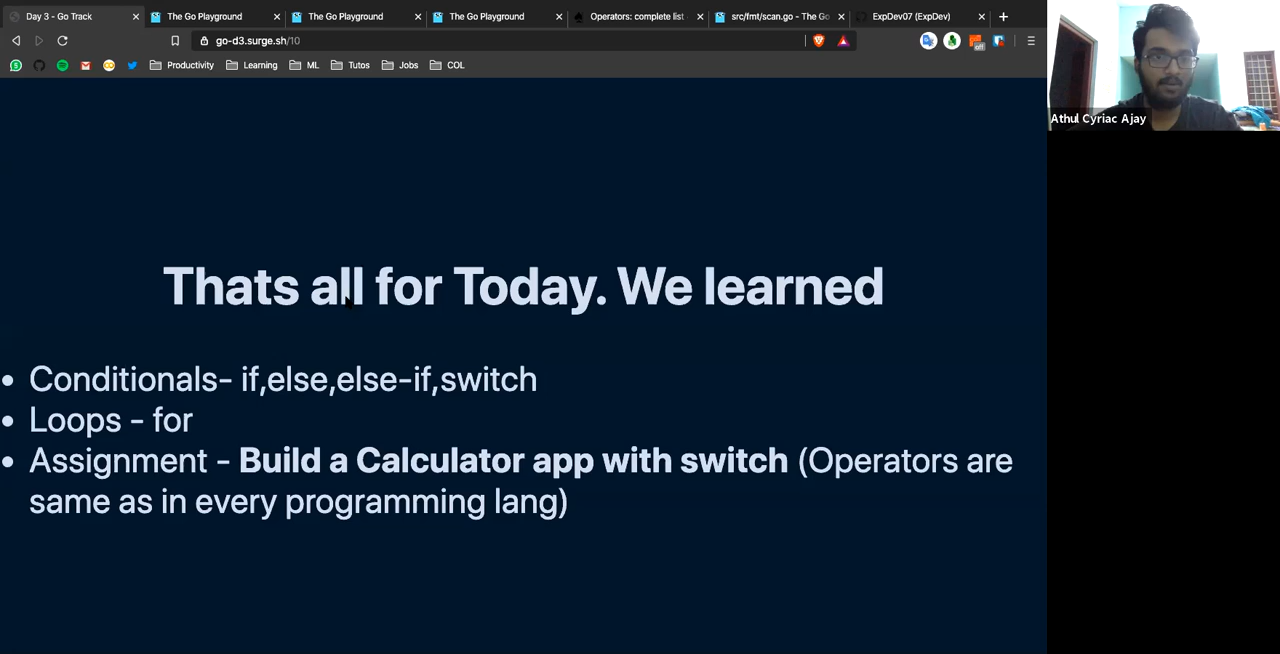 Day 3 - Go Track
The Go Playground
The Go Playground
The Go Playground
Operators: complete list
src/fmt/scan.go - The Go
ExpDev07 (ExpDev)
go-d3.surge.sh/10
off
Productivity
Learning
ML
Tutos
Jobs
COL
Athul Cyriac Ajay
Thats all for Today. We learned
• Conditionals- if,else,else-if,switch
• Loops - for
• Assignment - Build a Calculator app with switch (Operators are
same as in every programming lang)